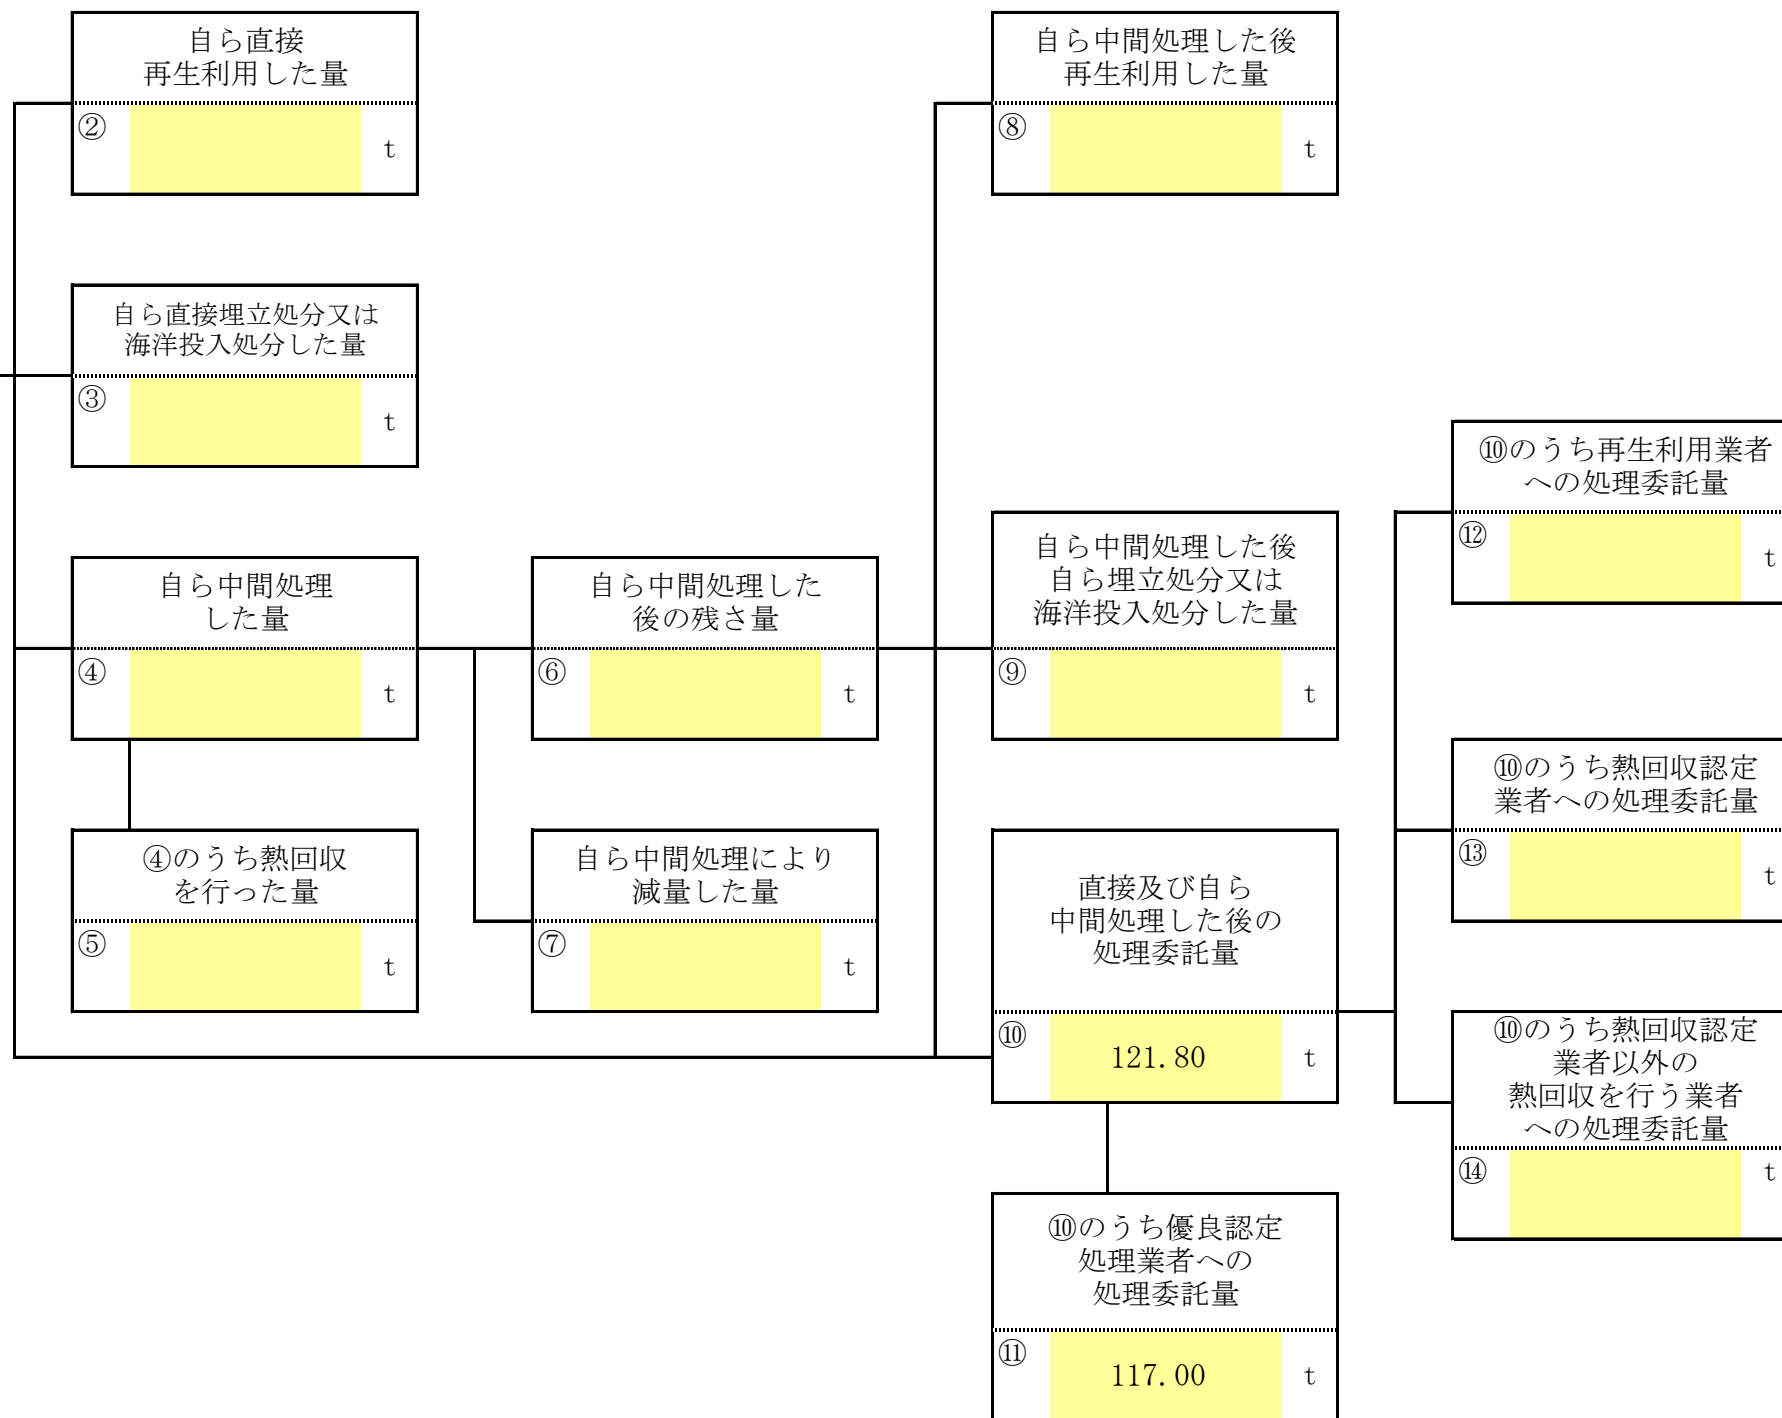 自ら直接
再生利用した量
②
t
自ら直接埋立処分又は
海洋投入処分した量
③
t
自ら中間処理
した量
④
t
④のうち熱回収
を行った量
⑤
t
自ら中間処理した
後の残さ量
⑥
t
自ら中間処理により
減量した量
⑦
t
自ら中間処理した後
再生利用した量
⑧
t
自ら中間処理した後
自ら埋立処分又は
海洋投入処分した量
⑨
t
直接及び自ら
中間処理した後の
処理委託量
⑩ 121.80 t
⑩のうち優良認定
処理業者への
処理委託量
⑪ 117.00 t
⑩のうち再生利用業者
への処理委託量
⑫
t
⑩のうち熱回収認定
業者への処理委託量
⑬
t
⑩のうち熱回収認定
業者以外の
熱回収を行う業者
への処理委託量
⑭
t